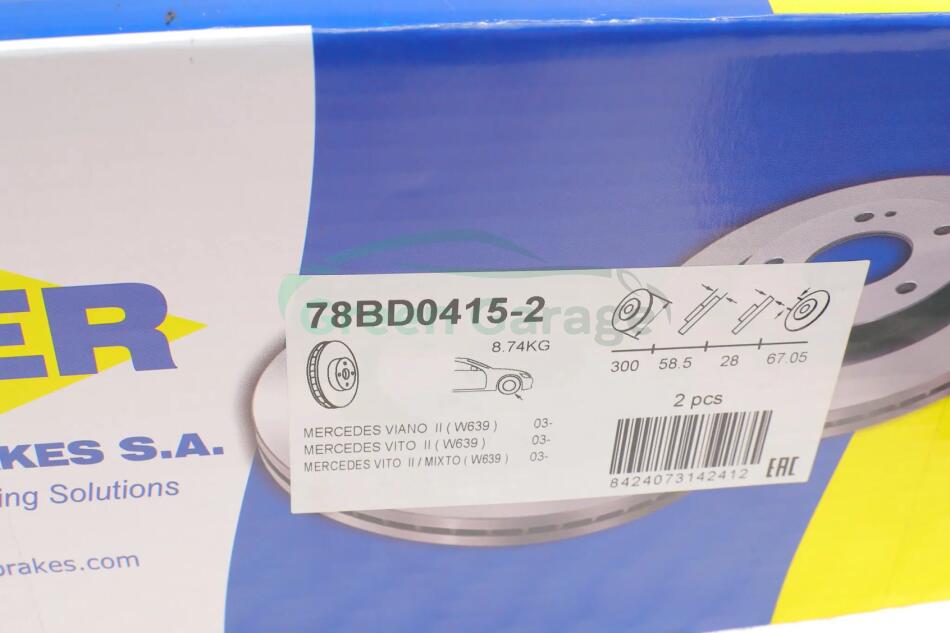 ER
KES S.A.
ing Solutions
brakes.com
78BD0415-2
Green Garage
8.74KG
300 58.5 28 67.05
2 pcs
MERCEDES VIANO II ( W639 ) 03-
MERCEDES VITO II ( W639 ) 03-
MERCEDES VITO II / MIXTO ( W639 ) 03-
8424073142412
EAC